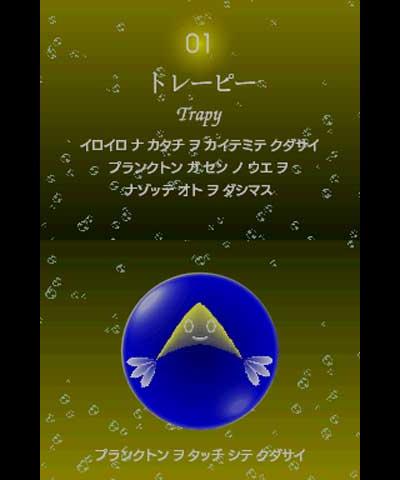 01
トレーピー
Trapy
イロイロ ナ カタチ ヲ カイテミテ クダサイ
プランクトン ガ セン ノ ウエ ヲ
ナゾッテ オト ヲ ダシマス
プランクトン ヲ タッチ シテ クダサイ